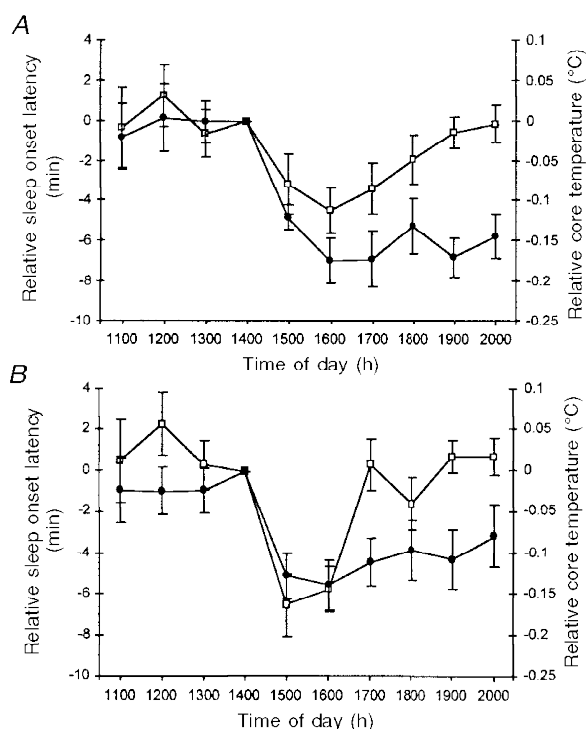 A
Relative sleep onset latency
(min)
4
2
0
-2
-4
-6
-8
-10
0.1
0.05
0
-0.05
-0.1
-0.15
-0.2
-0.25
Relative core temperature (°C)
1100 1200 1300 1400 1500 1600 1700 1800 1900 2000
Time of day (h)
B
Relative sleep onset latency
(min)
4
2
0
-2
-4
-6
-8
-10
0.1
0.05
0
-0.05
-0.1
-0.15
-0.2
-0.25
Relative core temperature (°C)
1100 1200 1300 1400 1500 1600 1700 1800 1900 2000
Time of day (h)